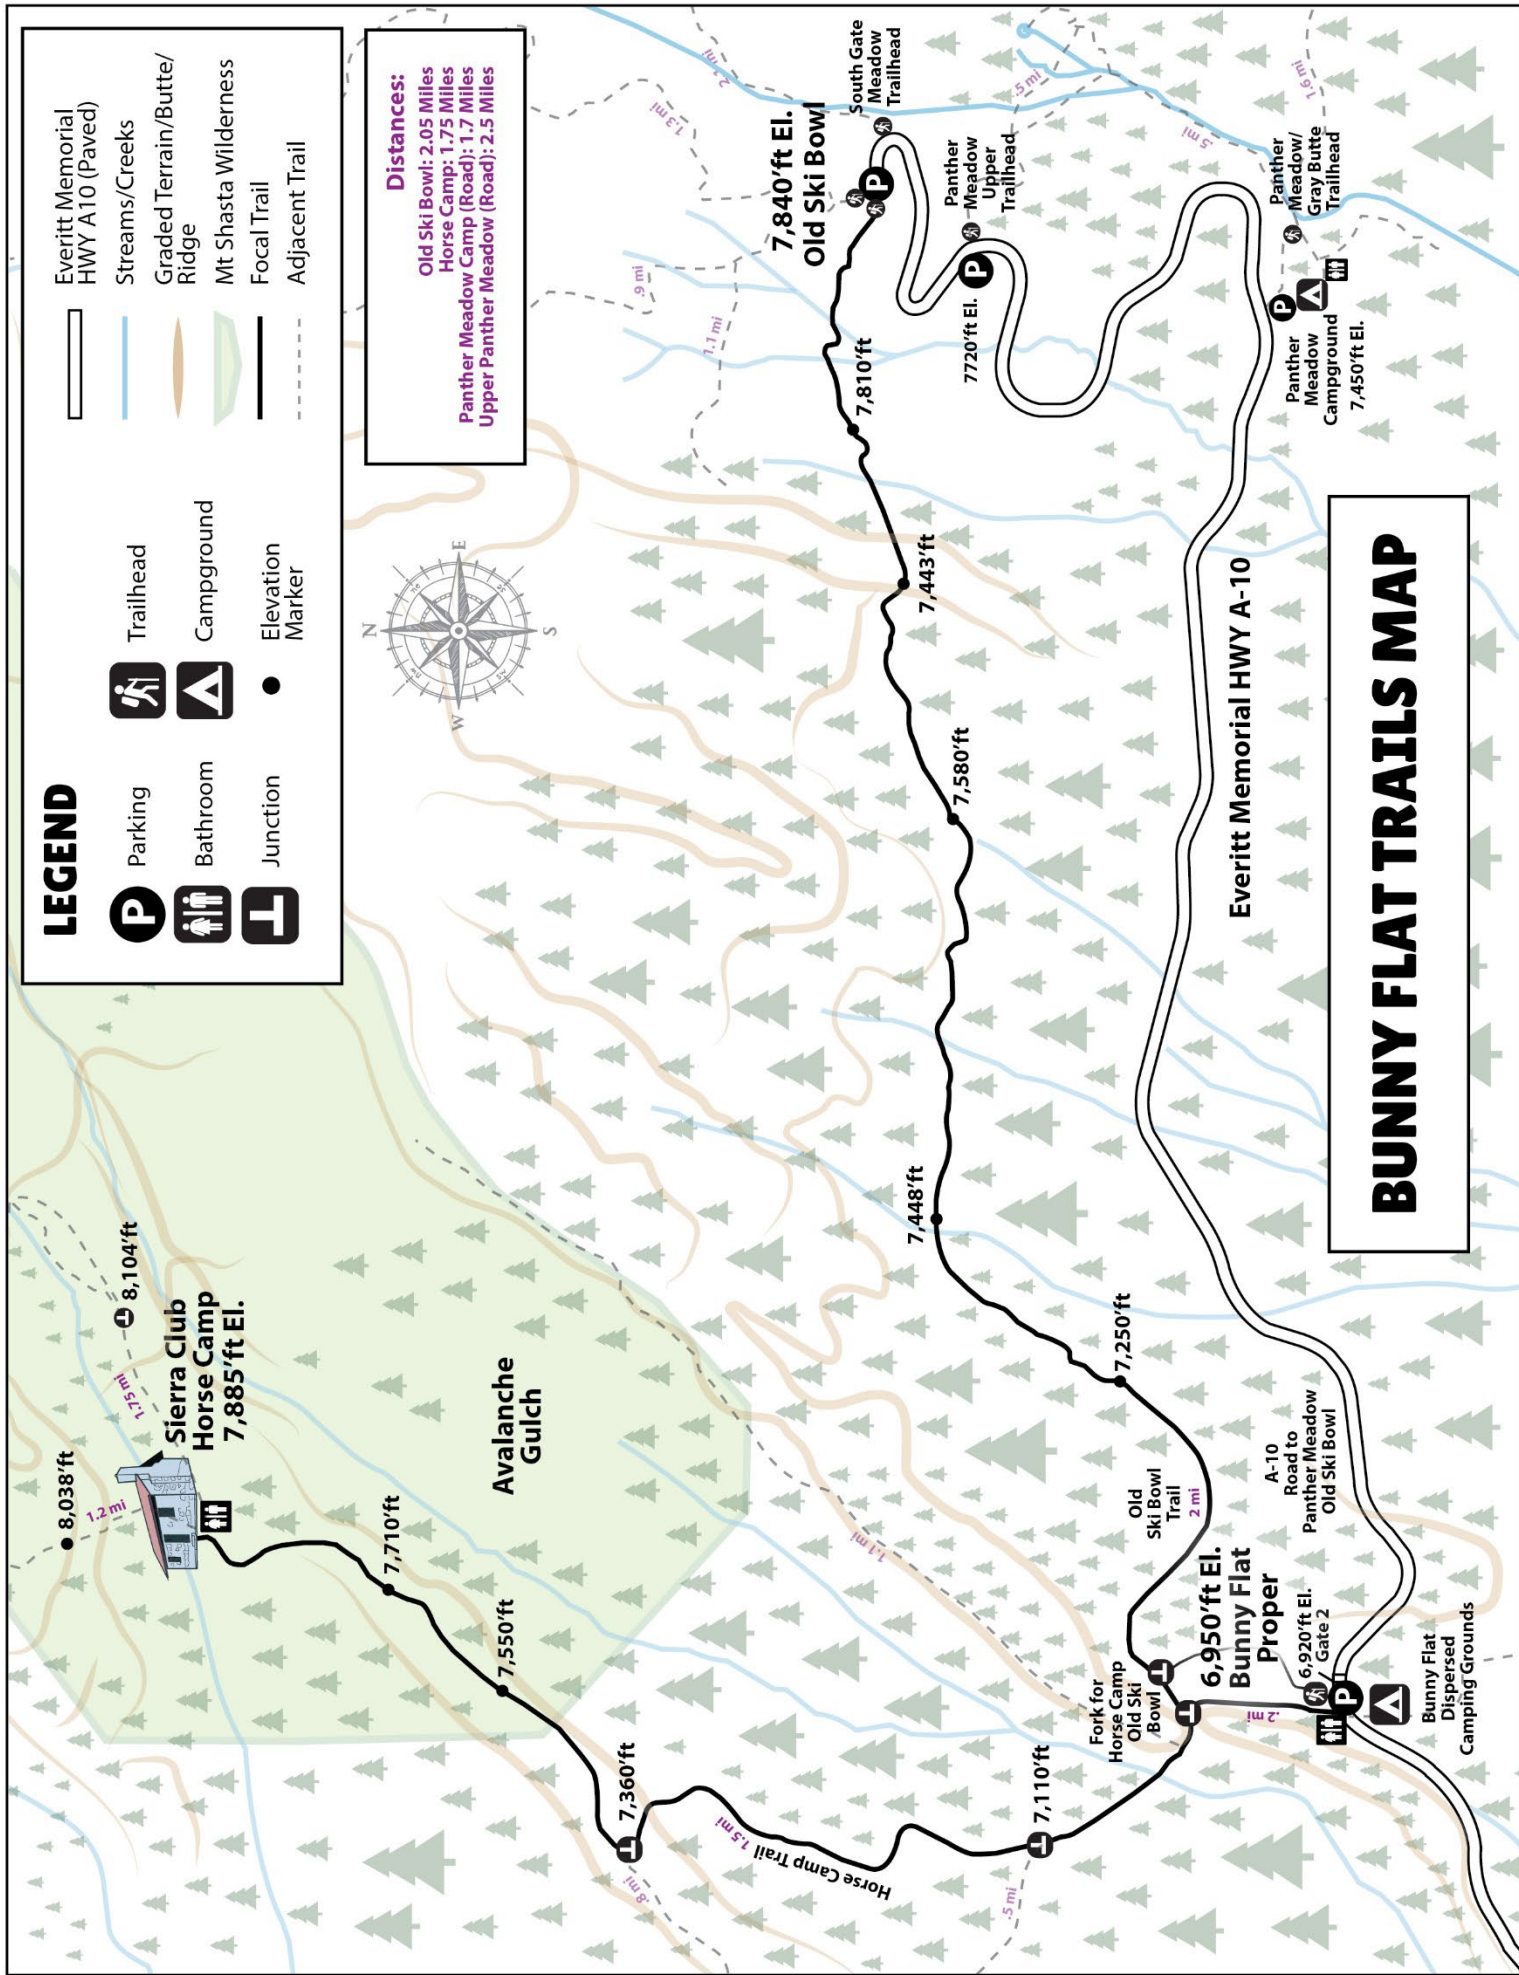 LEGEND
Parking
Bathroom
Junction
Trailhead
Campground
Elevation
Marker
Everitt Memorial
HWY A10 (Paved)
Streams/Creeks
Graded Terrain/Butte/
Ridge
Mt Shasta Wilderness
Focal Trail
Adjacent Trail
Distances:
Old Ski Bowl: 2.05 Miles
Horse Camp: 1.75 Miles
Panther Meadow Camp (Road): 1.7 Miles
Upper Panther Meadow (Road): 2.5 Miles
N
E
S
W
8,038'ft
1.2 mi
1.75 mi
8,104'ft
Sierra Club
Horse Camp
7,885'ft El.
7,710'ft
7,550'ft
Avalanche
Gulch
7,360'ft
.8 mi
Horse Camp Trail 1.5 mi
7,110'ft
.5 mi
1.1 mi
Fork for
Horse Camp
Old Ski
Bowl
6,950'ft El.
Bunny Flat
Proper
.2 mi
6,920'ft El.
Gate 2
Bunny Flat
Dispersed
Camping Grounds
Old
Ski Bowl
Trail
2 mi
A-10
Road to
Panther Meadow
Old Ski Bowl
7,250'ft
7,448'ft
7,580'ft
7,443'ft
7,810'ft
1.1 mi
.9 mi
1.3 mi
7,840'ft El.
Old Ski Bowl
South Gate
Meadow
Trailhead
Panther
Meadow
Upper
Trailhead
7720'ft El.
.5 mi
.5 mi
1.6 mi
Panther
Meadow/
Gray Butte
Trailhead
Panther
Meadow
Campground
7,450'ft El.
Everitt Memorial HWY A-10
BUNNY FLAT TRAILS MAP